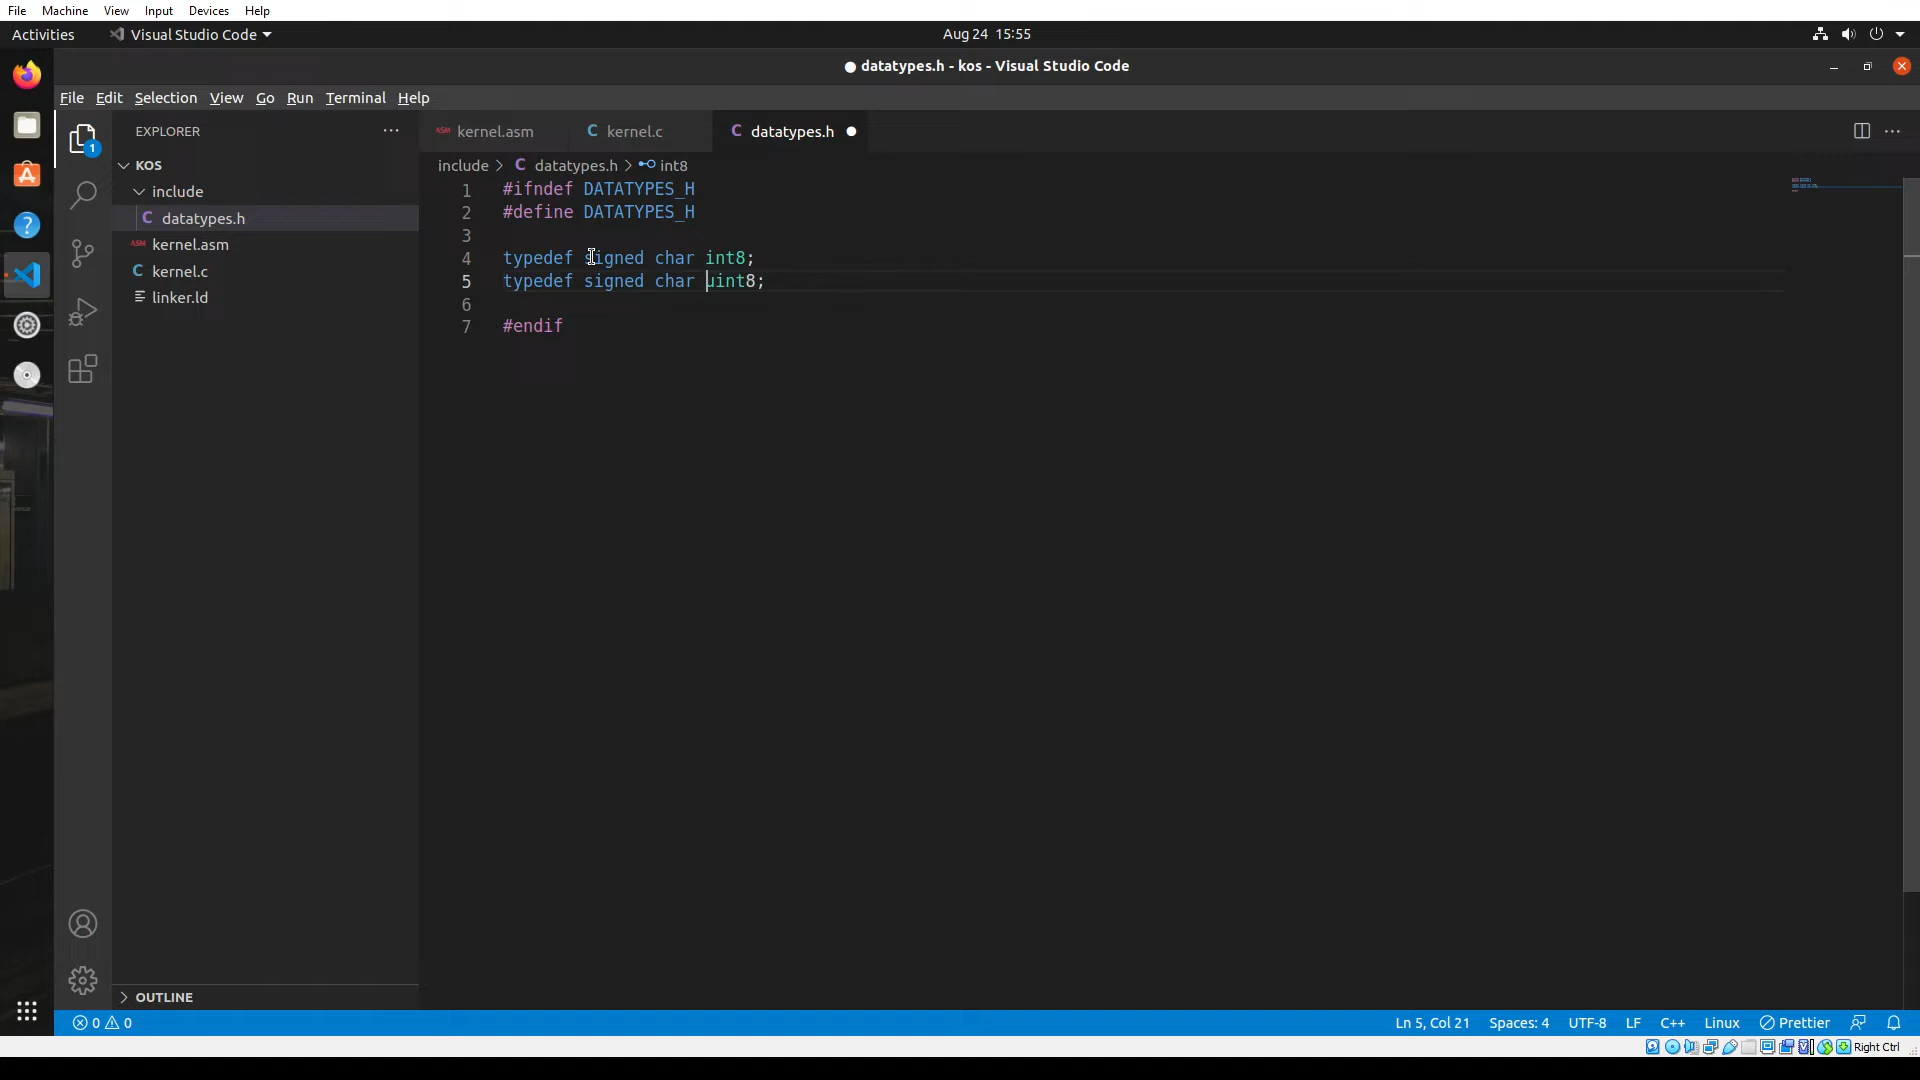 File Machine View Input Devices Help
Activities Visual Studio Code Aug 24 15:55
● datatypes.h - kos - Visual Studio Code
File Edit Selection View Go Run Terminal Help
EXPLORER ... ASM kernel.asm C kernel.c C datatypes.h ● ...
include > C datatypes.h > int8
KOS
include
C datatypes.h
ASM kernel.asm
C kernel.c
linker.ld
1 #ifndef DATATYPES_H
2 #define DATATYPES_H
3
4 typedef signed char int8;
5 typedef signed char uint8;
6
7 #endif
1
OUTLINE
0 0 Ln 5, Col 21 Spaces: 4 UTF-8 LF C++ Linux Prettier
Right Ctrl